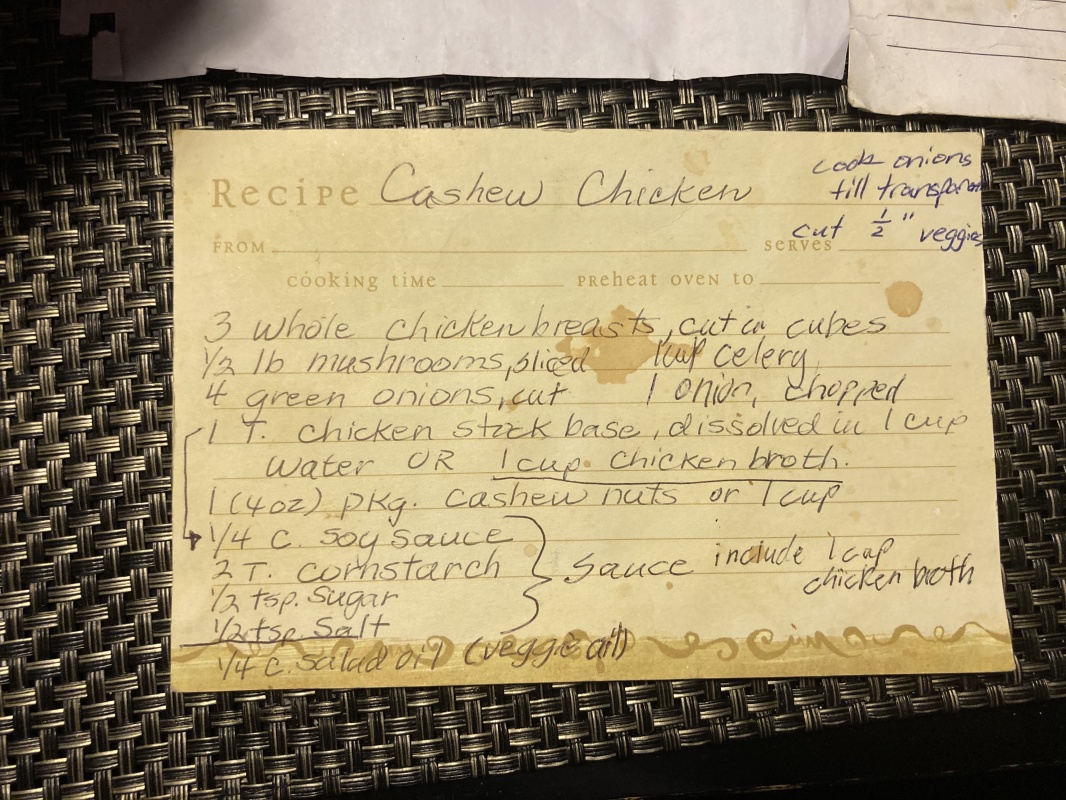 Recipe Cashew Chicken
cook onions
till transparent
cut 1/2" veggies
FROM serves
cooking time preheat oven to
3 whole chicken breasts, cut in cubes
1/2 lb mushrooms, sliced 1 cup celery
4 green onions, cut 1 onion, chopped
1 T. chicken stock base, dissolved in 1 cup
water OR 1 cup chicken broth.
1 (4oz) pkg. cashew nuts or 1 cup
1/4 c. soy sauce
2 T. cornstarch
1/2 tsp. sugar
1/2 tsp salt
sauce include 1 cup
chicken broth
1/4 c. salad oil (veggie oil)